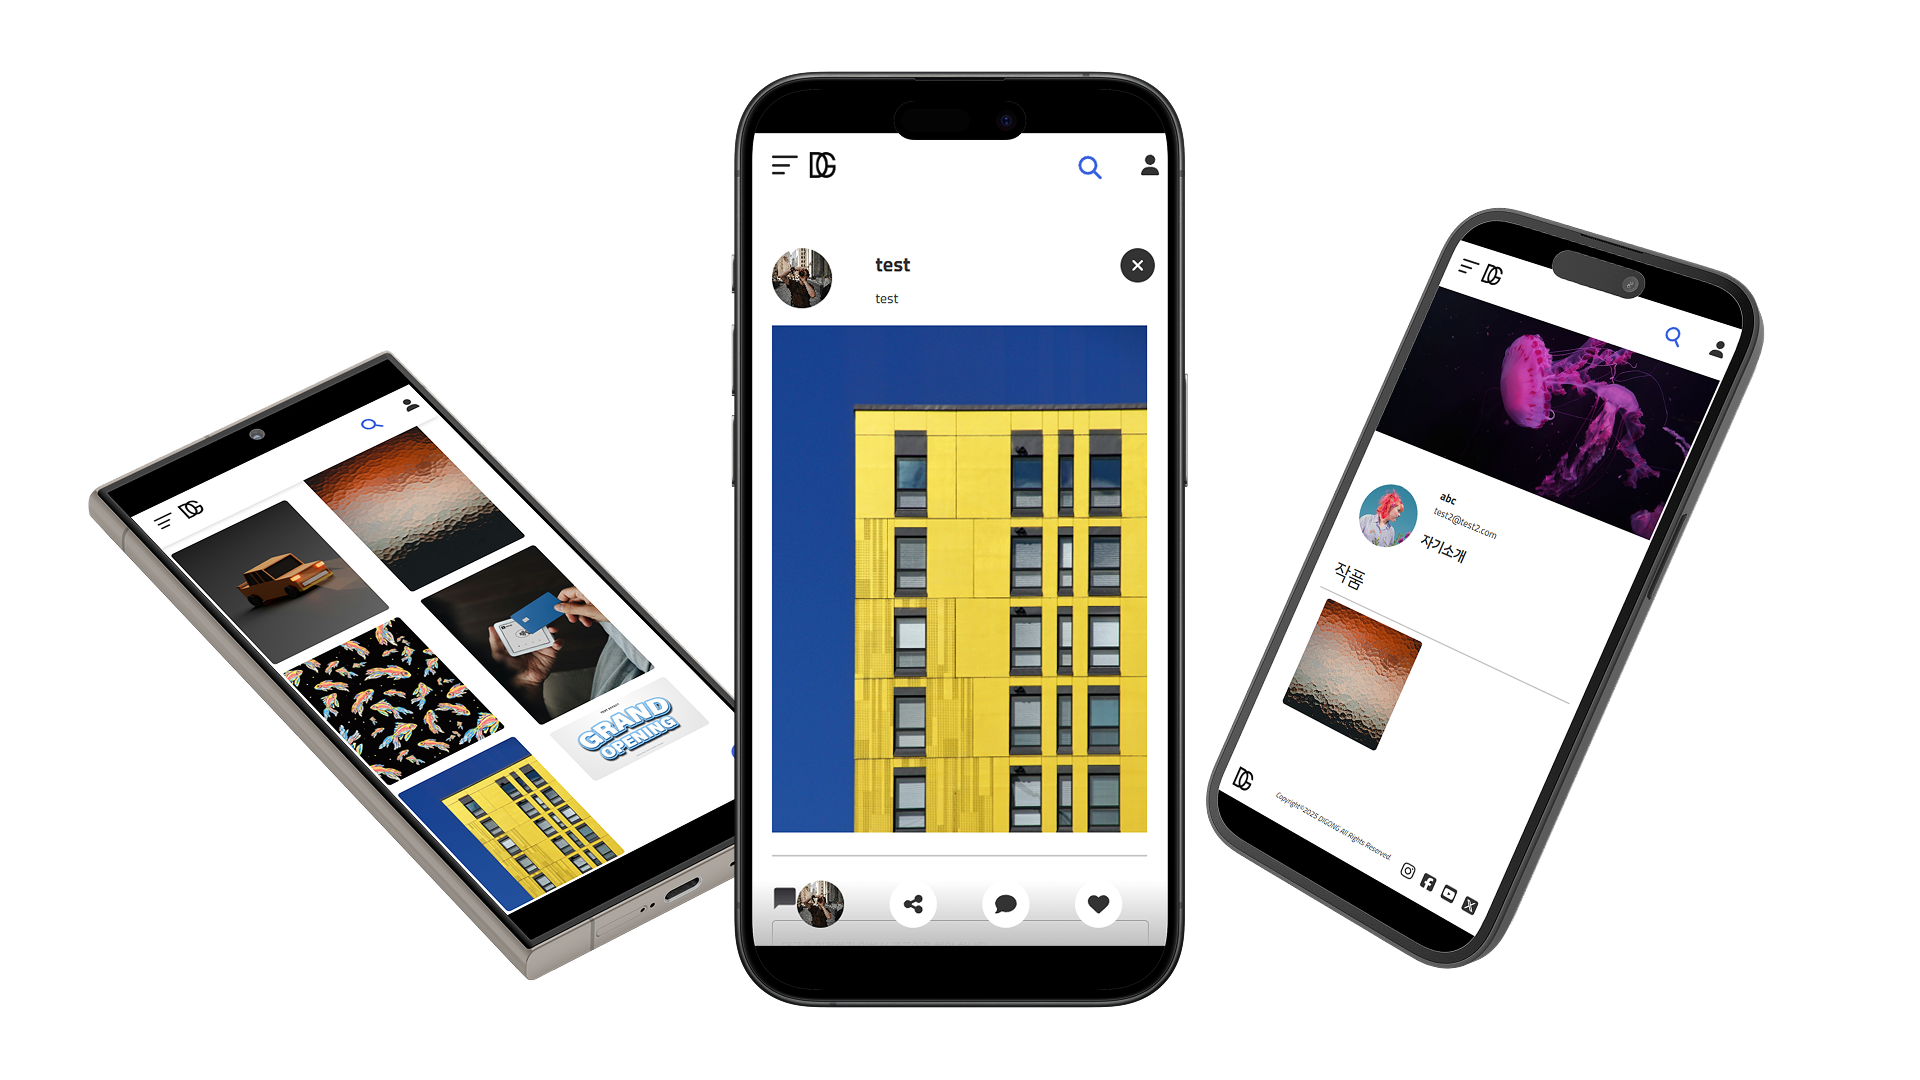 DG
GRAND
OPENING
DG
test
test
DG
abc
test2@test2.com
자기소개
작품
DG
Copyright©2025 DIGONG All Rights Reserved.